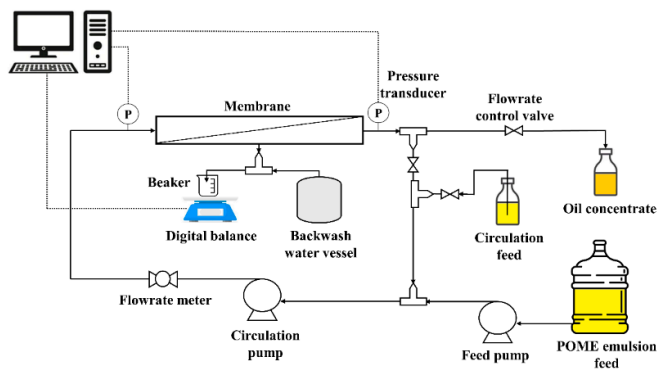 Pressure
transducer
P
P
Membrane
Flowrate
control valve
Beaker
Digital balance
Backwash
water vessel
Circulation
feed
Oil concentrate
Flowrate meter
Circulation
pump
Feed pump
POME emulsion
feed